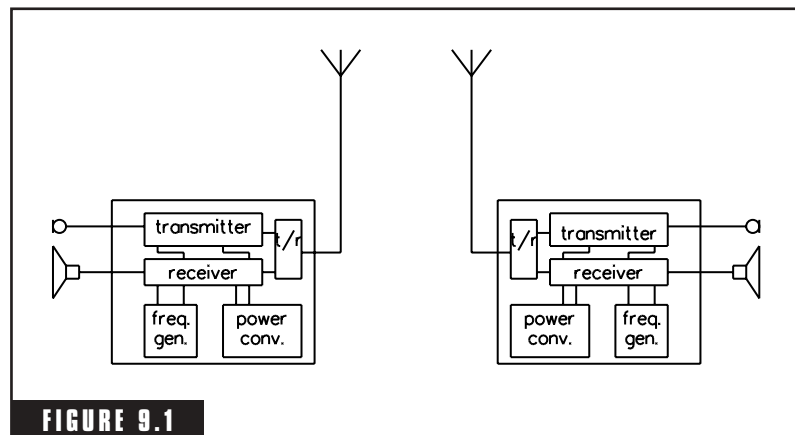 transmitter
t/r
receiver
freq.
gen.
power
conv.
t/r
transmitter
receiver
power
conv.
freq.
gen.
FIGURE 9.1